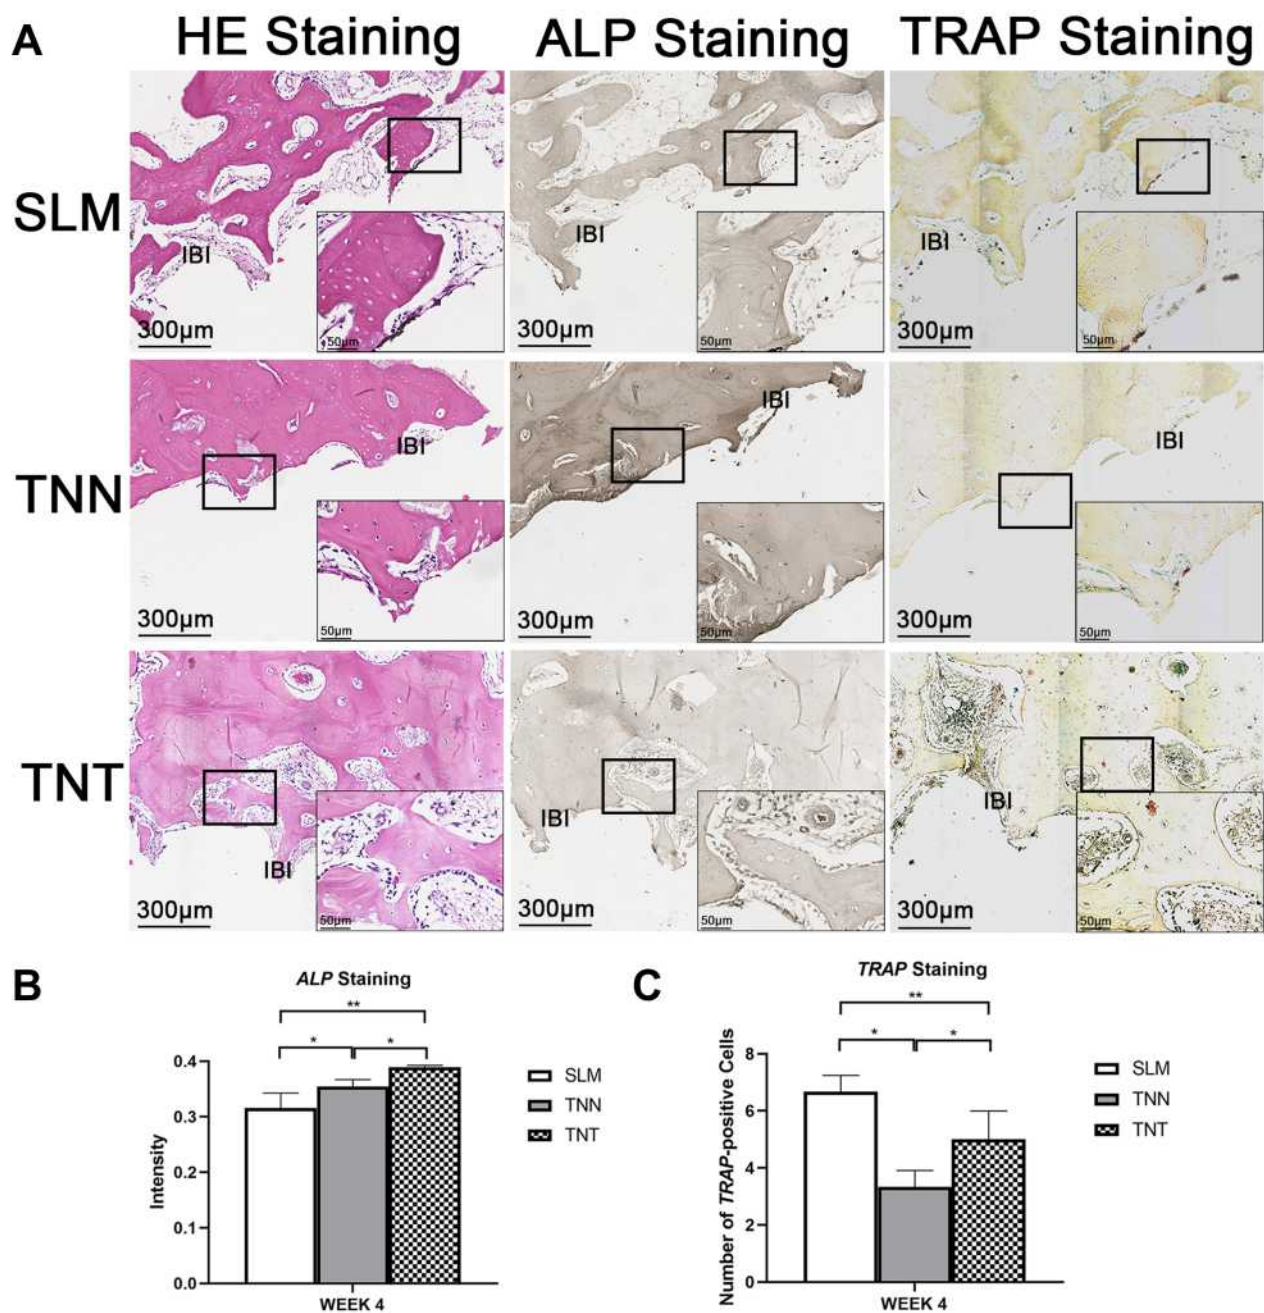 A
HE Staining
ALP Staining
TRAP Staining
SLM
IBI
300μm
50μm
IBI
300μm
50μm
IBI
300μm
50μm
TNN
IBI
300μm
50μm
IBI
300μm
50μm
IBI
300μm
50μm
TNT
IBI
300μm
50μm
IBI
300μm
50μm
IBI
300μm
50μm
B
ALP Staining
**
*
*
0.4
0.3
0.2
0.1
0.0
Intensity
WEEK 4
SLM
TNN
TNT
C
TRAP Staining
**
*
*
8
6
4
2
0
Number of TRAP-positive Cells
WEEK 4
SLM
TNN
TNT